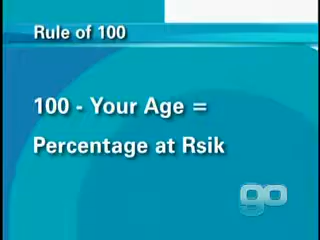 Rule of 100
100 - Your Age =
Percentage at Rsik
go